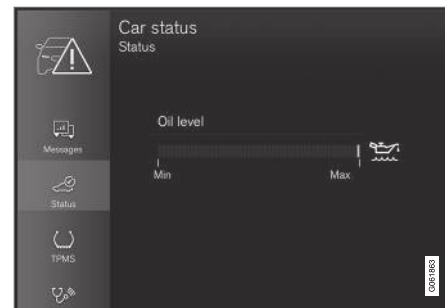 Car status
Status
Oil level
Min
Max
Messages
Status
TPMS
G061863